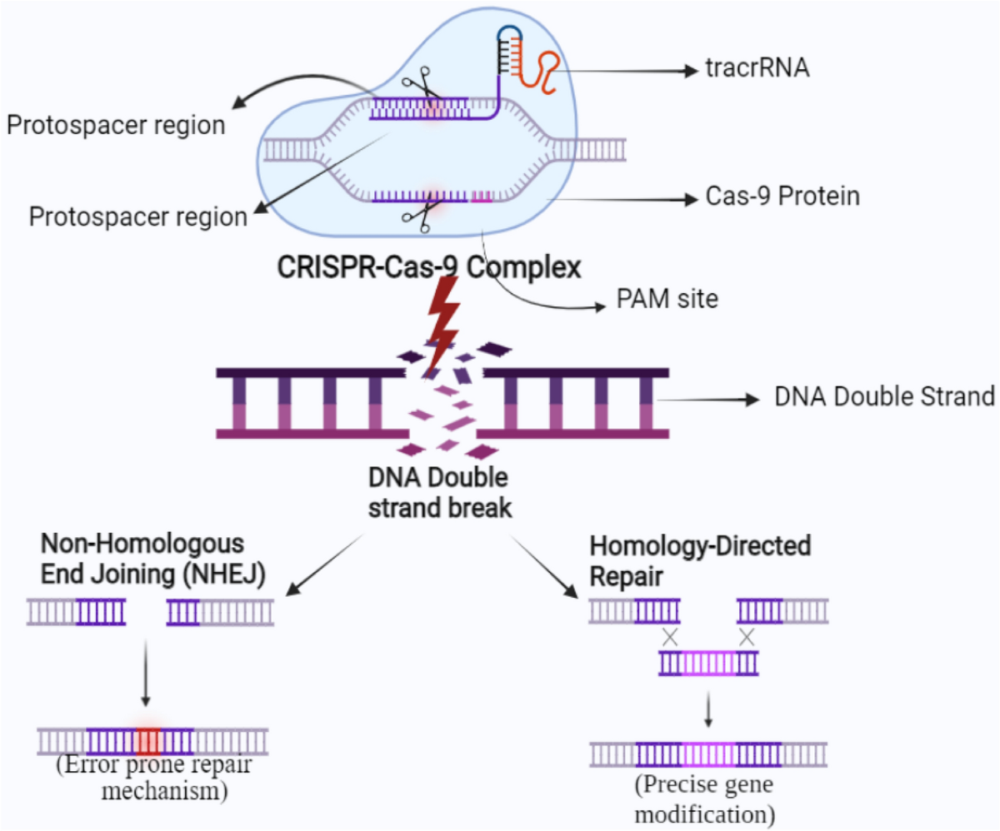 tracrRNA
Protospacer region
Cas-9 Protein
Protospacer region
CRISPR-Cas-9 Complex
PAM site
DNA Double Strand
DNA Double
strand break
Non-Homologous
End Joining (NHEJ)
Homology-Directed
Repair
(Error prone repair
mechanism)
(Precise gene
modification)